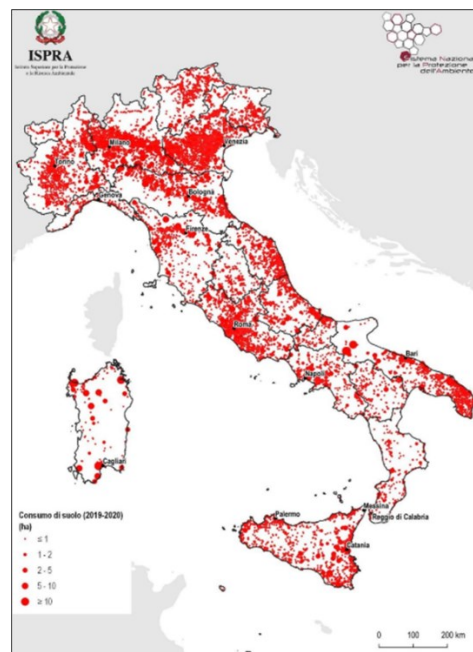 ISPRA
Istituto Superiore per la Protezione
e la Ricerca Ambientale
Sistema Nazionale
per la Protezione
dell'Ambiente
Milano
Venezia
Torino
Genova
Bologna
Firenze
Roma
Napoli
Bari
Cagliari
Palermo
Messina
Reggio di Calabria
Catania
Consumo di suolo (2019-2020)
(ha)
≤ 1
1 - 2
2 - 5
5 - 10
≥ 10
0 100 200 km